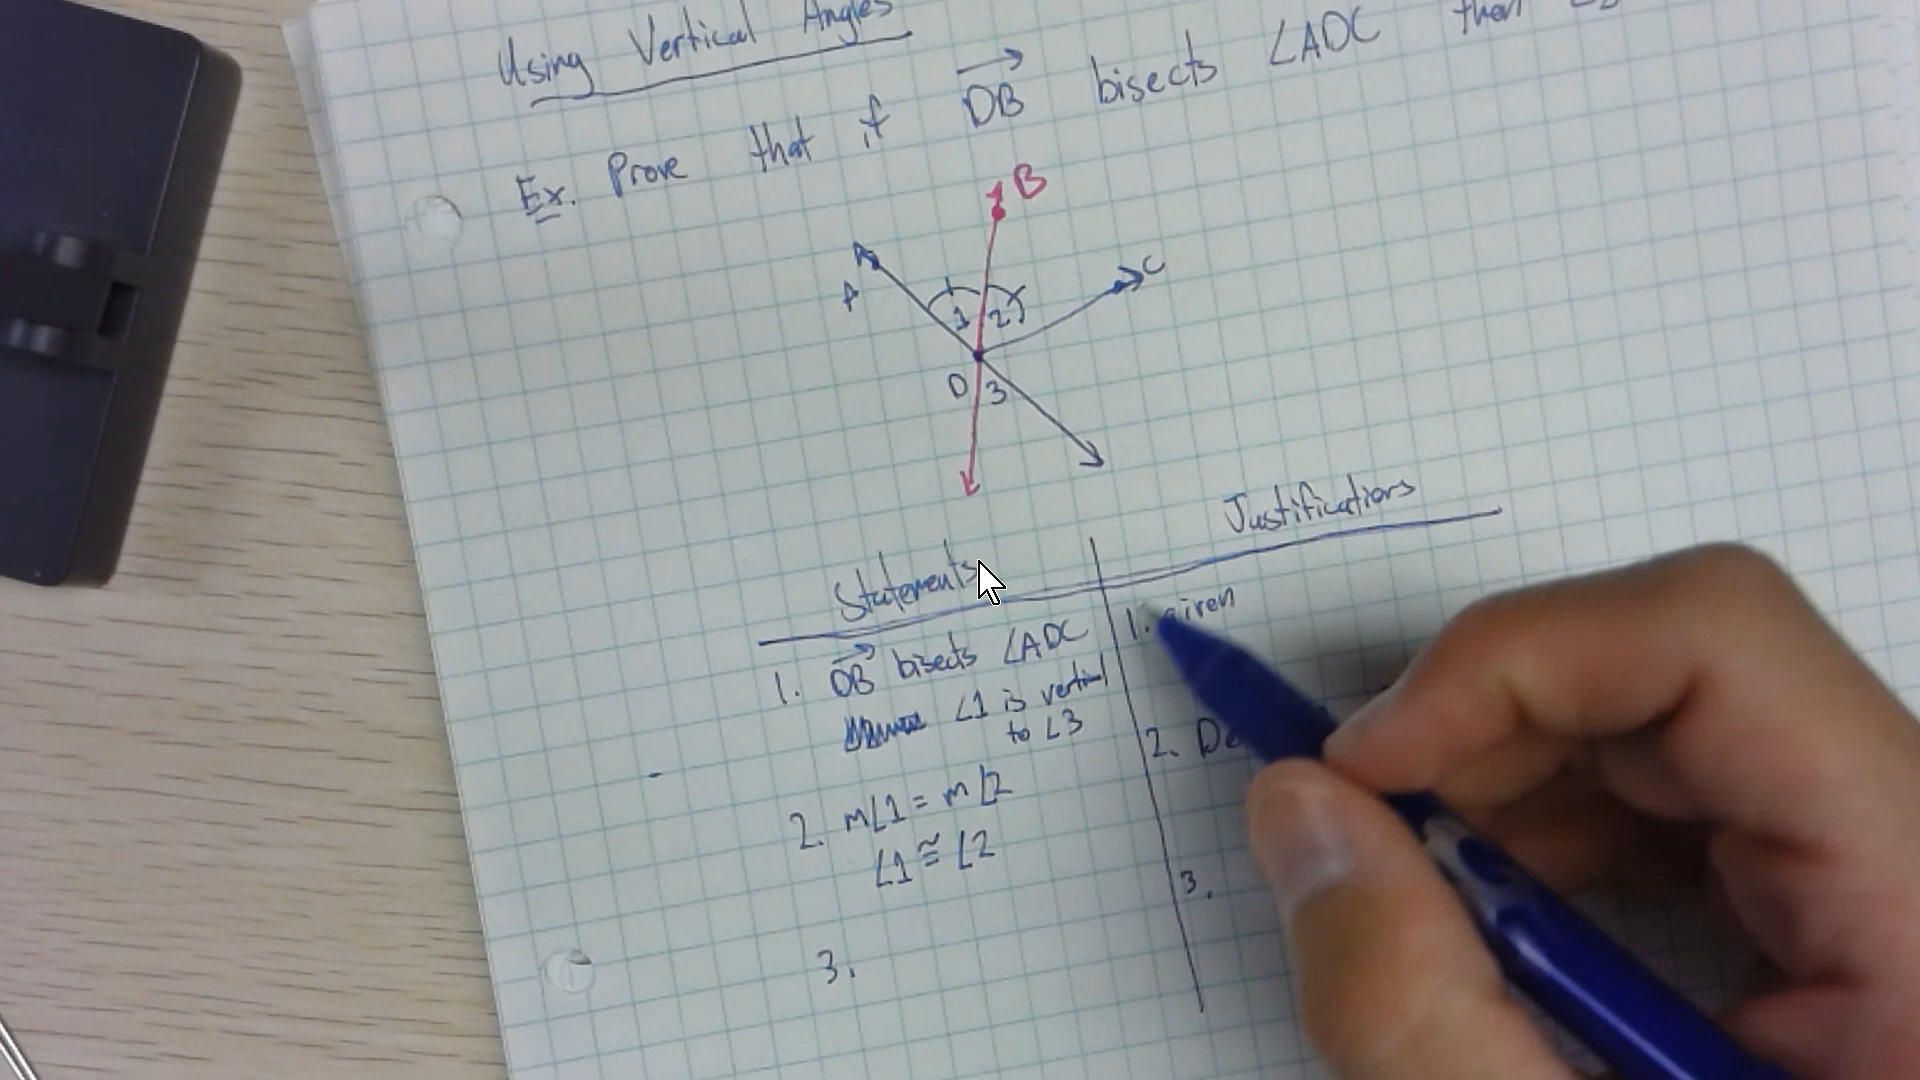 Using Vertical Angles
Ex. Prove that if DB bisects ∠ADC then
B
A
C
1 2
D 3
Statements
Justifications
1. DB bisects ∠ADC
1. given
∠1 is vertical
to ∠3
2. m∠1 = m∠2
2. De
∠1 ≅ ∠2
3.
3.